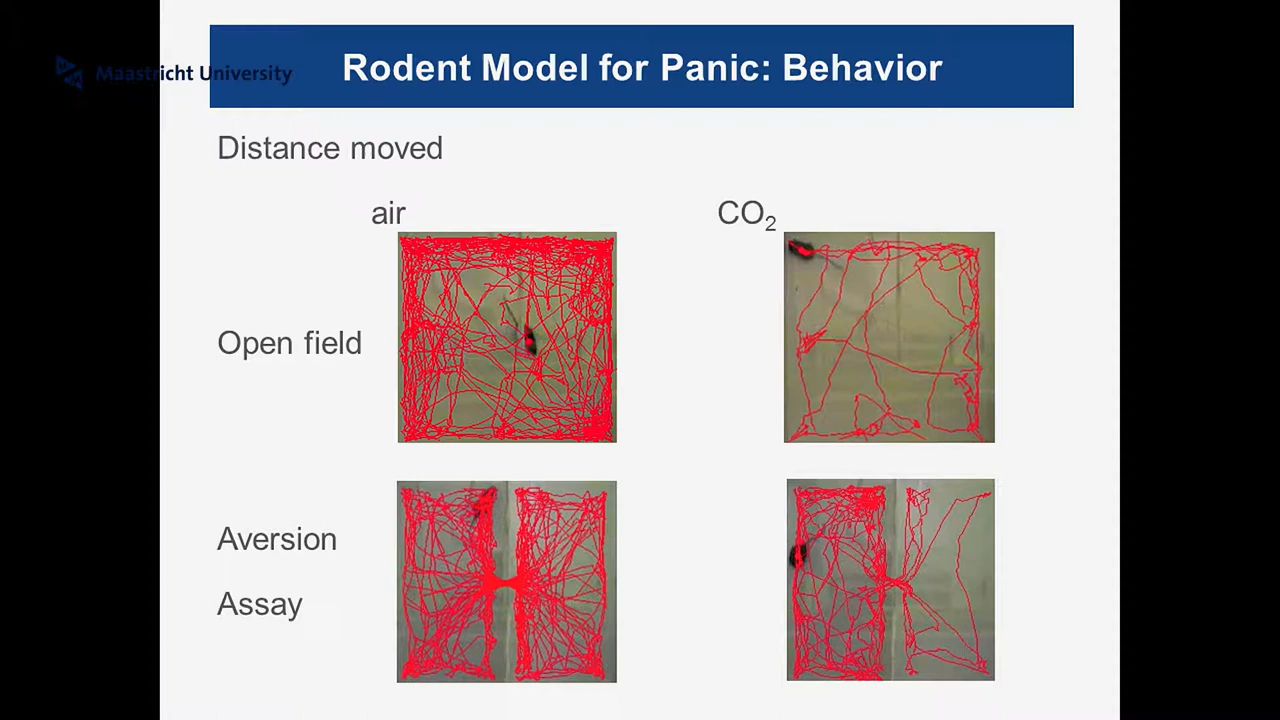 Rodent Model for Panic: Behavior
Maastricht University
Distance moved
air CO₂
Open field
Aversion
Assay